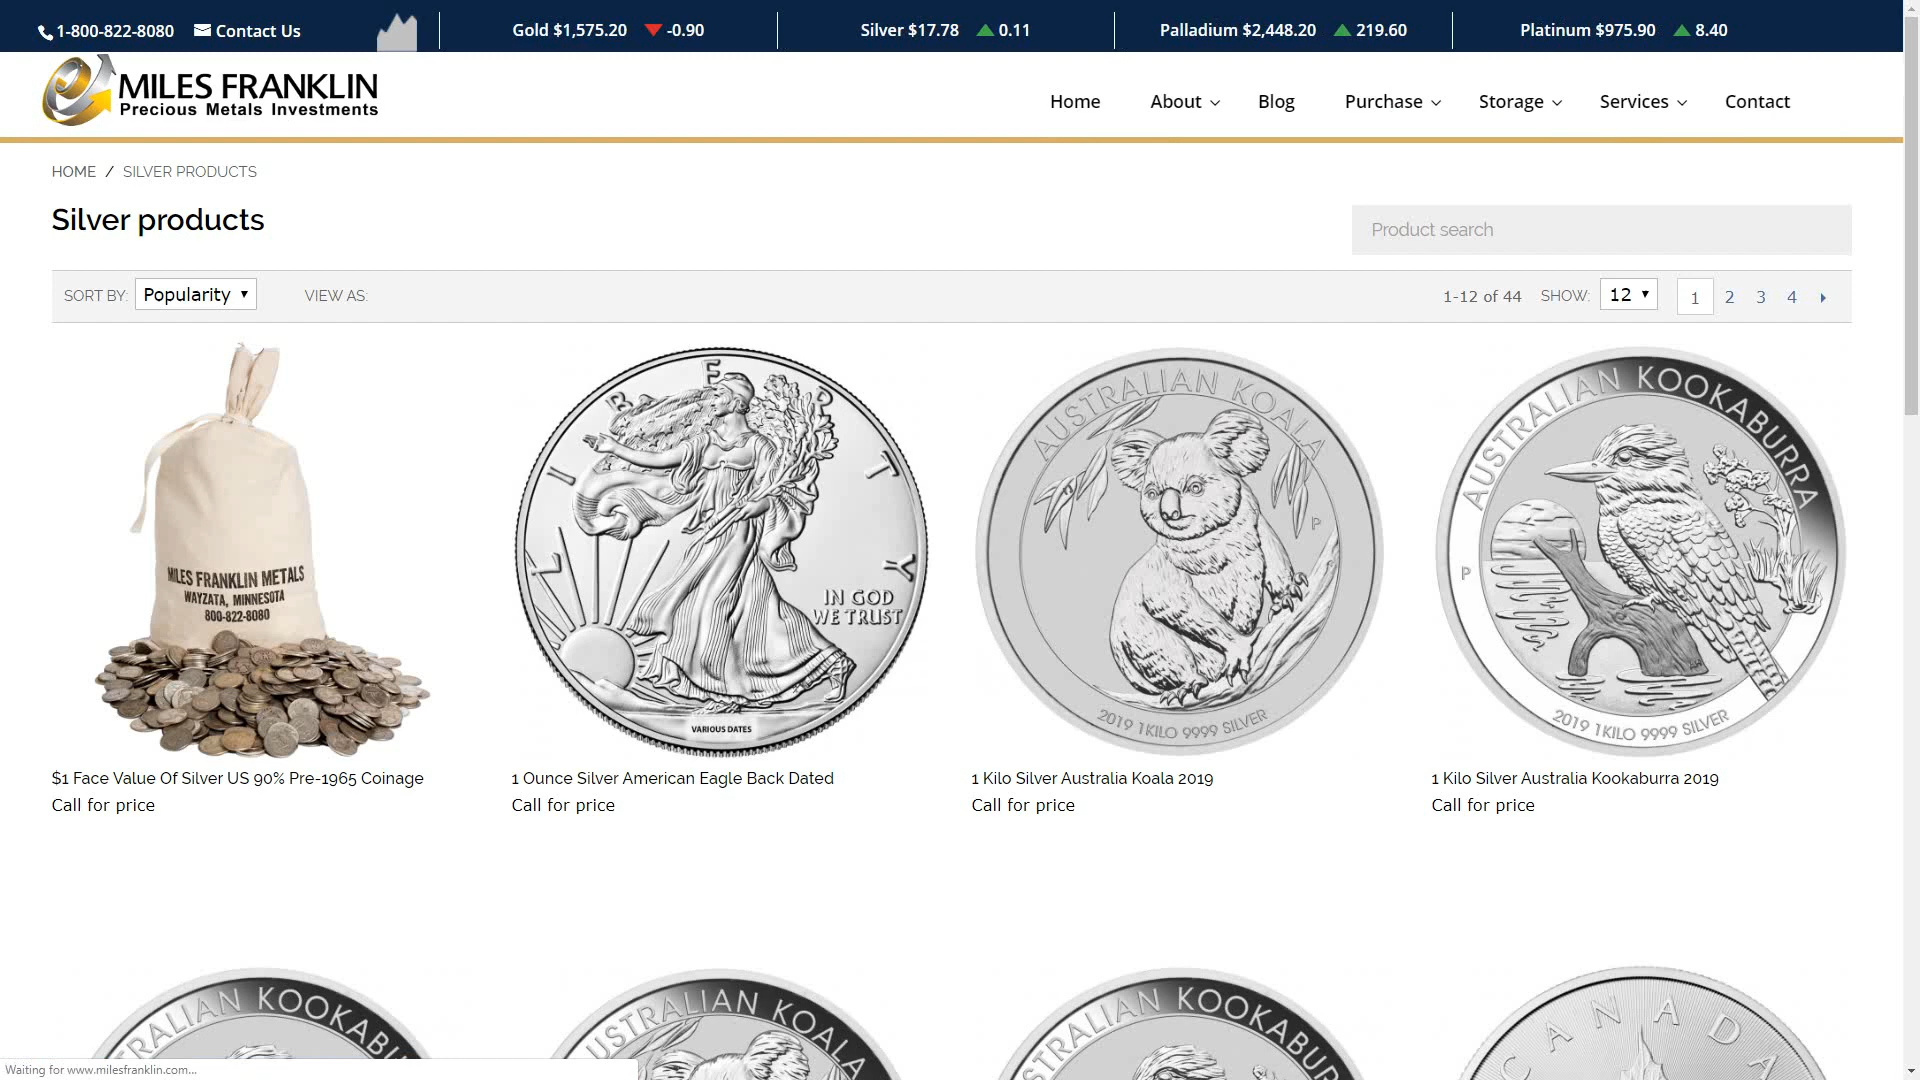 1-800-822-8080 Contact Us Gold $1,575.20 -0.90 Silver $17.78 0.11 Palladium $2,448.20 219.60 Platinum $975.90 8.40
MILES FRANKLIN
Precious Metals Investments
Home About Blog Purchase Storage Services Contact
HOME / SILVER PRODUCTS
Silver products
Product search
SORT BY: Popularity VIEW AS: 1-12 of 44 SHOW: 12 1 2 3 4
MILES FRANKLIN METALS
WAYZATA, MINNESOTA
800-822-8080
LIBERTY
IN GOD
WE TRUST
VARIOUS DATES
AUSTRALIAN KOALA
P
2019 1 KILO 9999 SILVER
AUSTRALIAN KOOKABURRA
P
2019 1 KILO 9999 SILVER
$1 Face Value Of Silver US 90% Pre-1965 Coinage
Call for price
1 Ounce Silver American Eagle Back Dated
Call for price
1 Kilo Silver Australia Koala 2019
Call for price
1 Kilo Silver Australia Kookaburra 2019
Call for price
TRALIAN KOOKABU
USTRALIAN KOALA
TRALIAN KOOKABUR
CANADA
Waiting for www.milesfranklin.com...